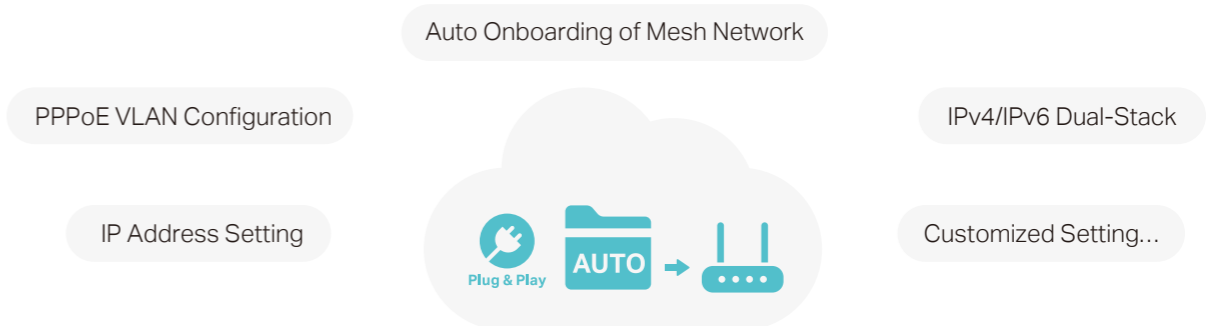 Auto Onboarding of Mesh Network
PPPoE VLAN Configuration
IPv4/IPv6 Dual-Stack
IP Address Setting
Customized Setting...
AUTO
Plug & Play